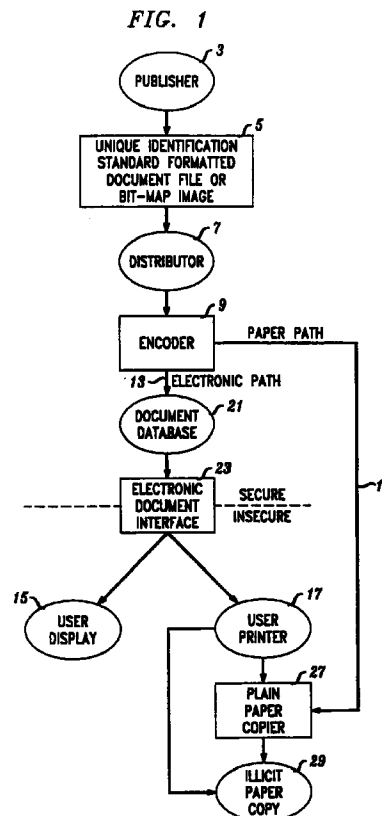 FIG. 1
3
PUBLISHER
5
UNIQUE IDENTIFICATION
STANDARD FORMATTED
DOCUMENT FILE OR
BIT-MAP IMAGE
7
DISTRIBUTOR
9
ENCODER
PAPER PATH
13
ELECTRONIC PATH
21
DOCUMENT
DATABASE
23
ELECTRONIC
DOCUMENT
INTERFACE
SECURE
INSECURE
1
15
USER
DISPLAY
17
USER
PRINTER
27
PLAIN
PAPER
COPIER
29
ILLICIT
PAPER
COPY